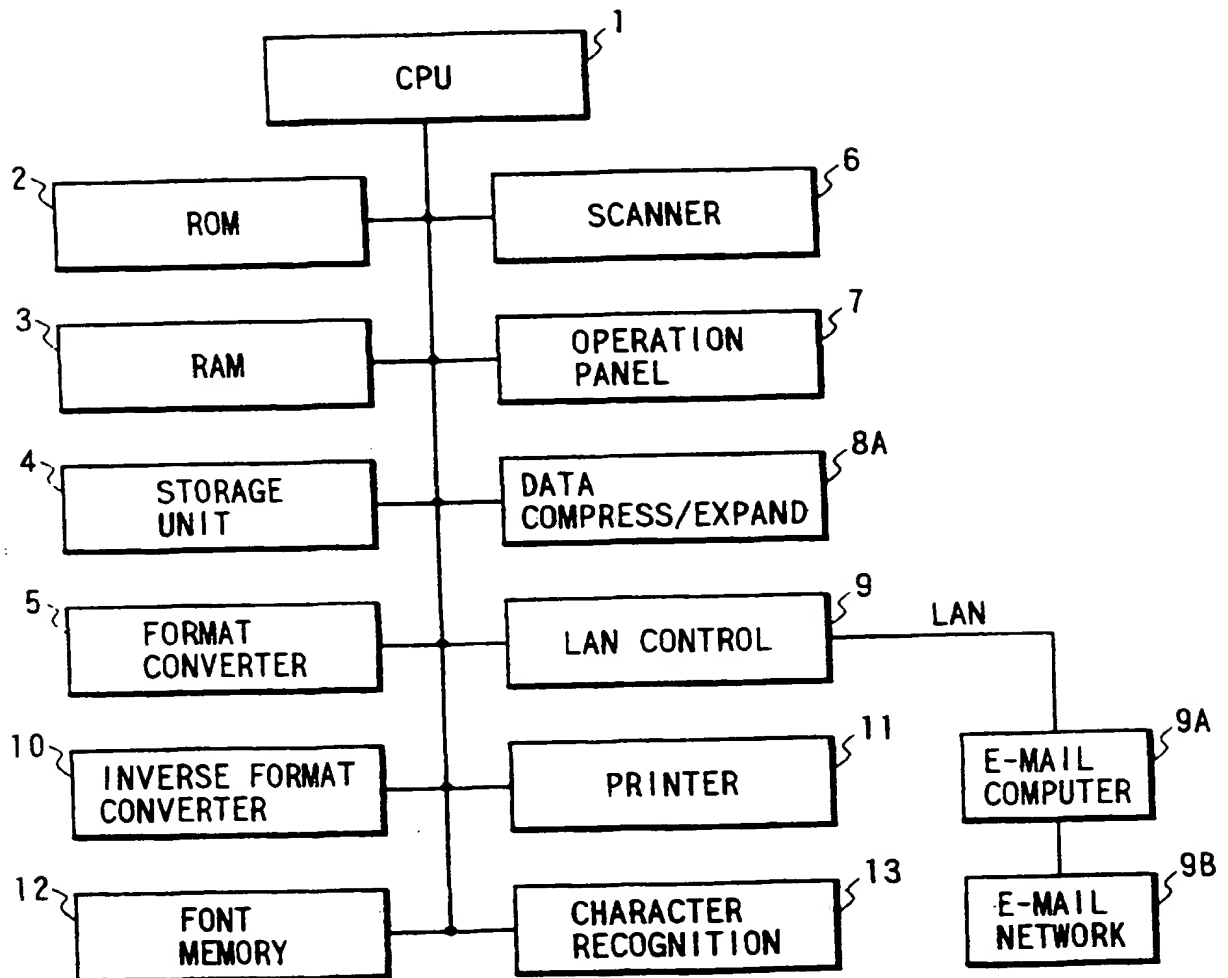 1
CPU
2
ROM
6
SCANNER
3
RAM
7
OPERATION
PANEL
4
STORAGE
UNIT
8A
DATA
COMPRESS/EXPAND
5
FORMAT
CONVERTER
9
LAN CONTROL
LAN
10
INVERSE FORMAT
CONVERTER
11
PRINTER
9A
E-MAIL
COMPUTER
12
FONT
MEMORY
13
CHARACTER
RECOGNITION
9B
E-MAIL
NETWORK